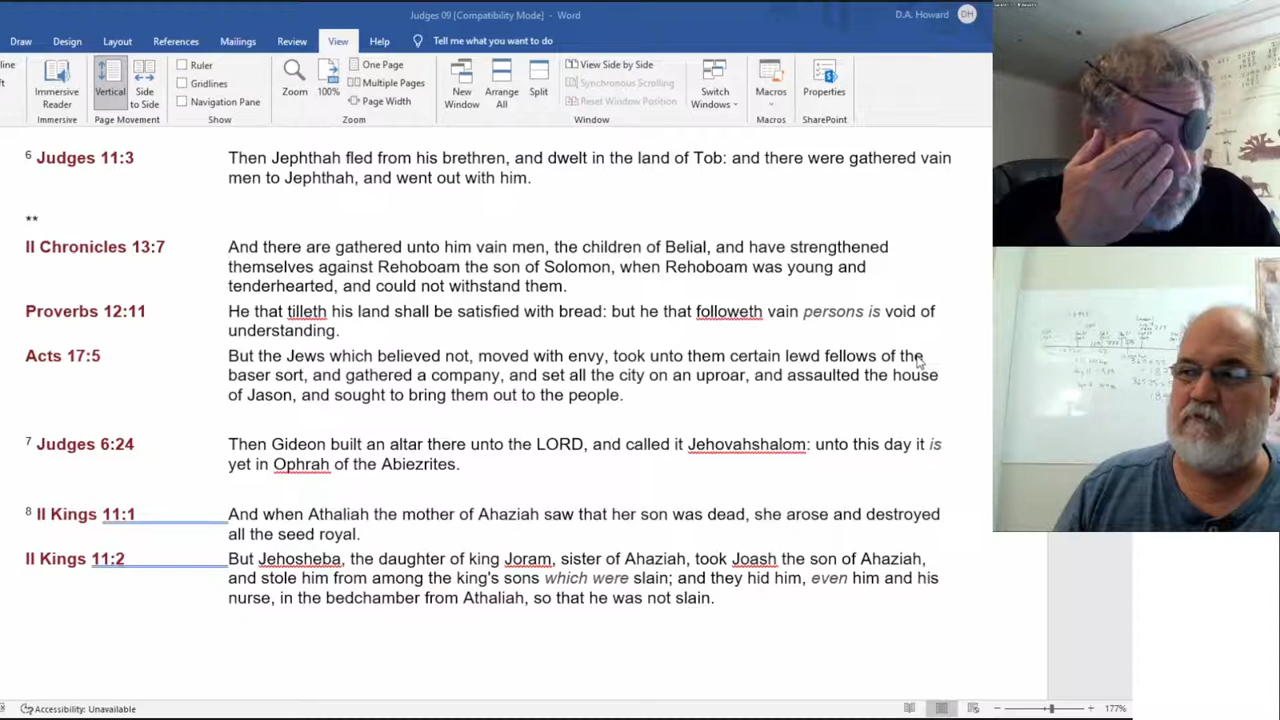 Judges 09 [Compatibility Mode] - Word
D.A. Howard DH
Draw Design Layout References Mailings Review View Help Tell me what you want to do
Immersive Reader
Immersive
Vertical
Side to Side
Page Movement
Ruler
Gridlines
Navigation Pane
Show
Zoom
100%
One Page
Multiple Pages
Page Width
Zoom
New Window
Arrange All
Split
View Side by Side
Synchronous Scrolling
Reset Window Position
Window
Switch Windows
Macros
Macros
Properties
SharePoint
6 Judges 11:3 Then Jephthah fled from his brethren, and dwelt in the land of Tob: and there were gathered vain
men to Jephthah, and went out with him.
**
II Chronicles 13:7 And there are gathered unto him vain men, the children of Belial, and have strengthened
themselves against Rehoboam the son of Solomon, when Rehoboam was young and
tenderhearted, and could not withstand them.
Proverbs 12:11 He that tilleth his land shall be satisfied with bread: but he that followeth vain persons is void of
understanding.
Acts 17:5 But the Jews which believed not, moved with envy, took unto them certain lewd fellows of the
baser sort, and gathered a company, and set all the city on an uproar, and assaulted the house
of Jason, and sought to bring them out to the people.
7 Judges 6:24 Then Gideon built an altar there unto the LORD, and called it Jehovahshalom: unto this day it is
yet in Ophrah of the Abiezrites.
8 II Kings 11:1 And when Athaliah the mother of Ahaziah saw that her son was dead, she arose and destroyed
all the seed royal.
II Kings 11:2 But Jehosheba, the daughter of king Joram, sister of Ahaziah, took Joash the son of Ahaziah,
and stole him from among the king's sons which were slain; and they hid him, even him and his
nurse, in the bedchamber from Athaliah, so that he was not slain.
Accessibility: Unavailable
177%